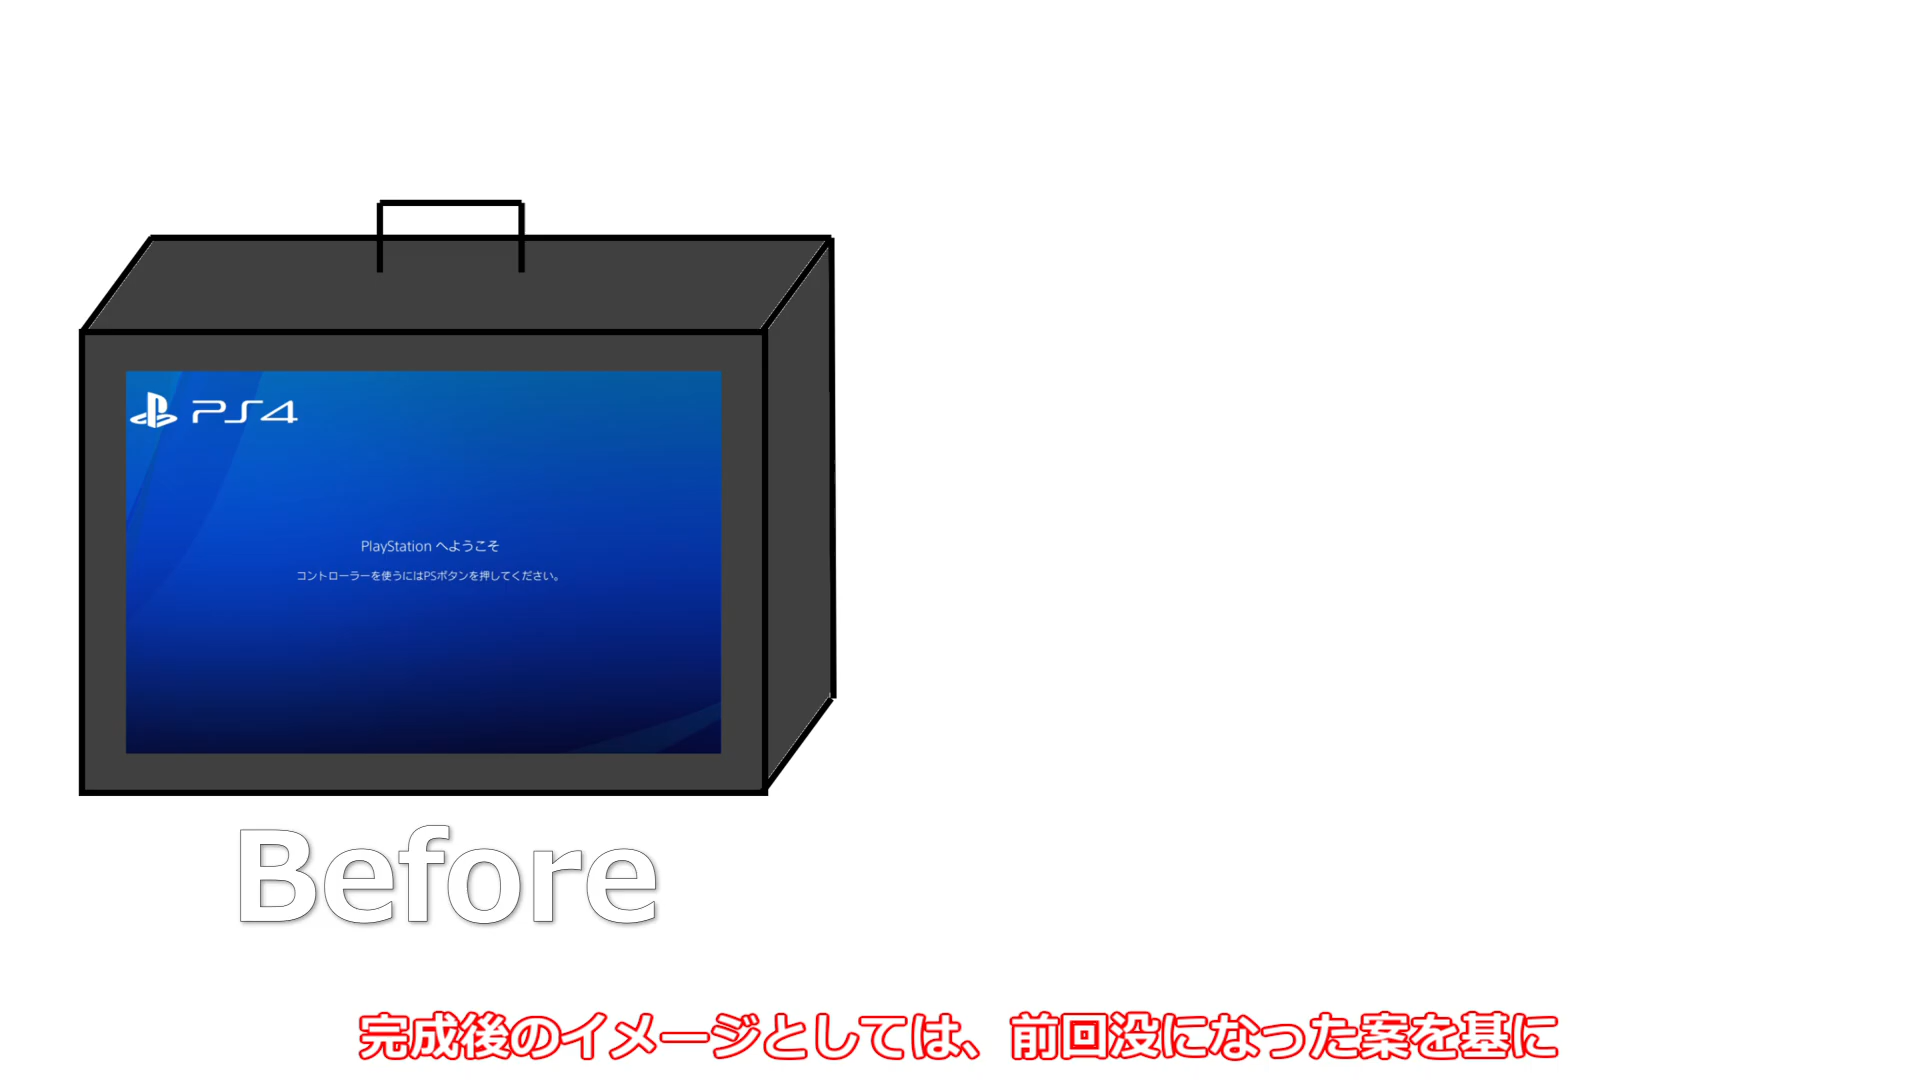 PS4
PlayStation へようこそ
コントローラーを使うにはPSボタンを押してください。
Before
完成後のイメージとしては、前回没になった案を基に